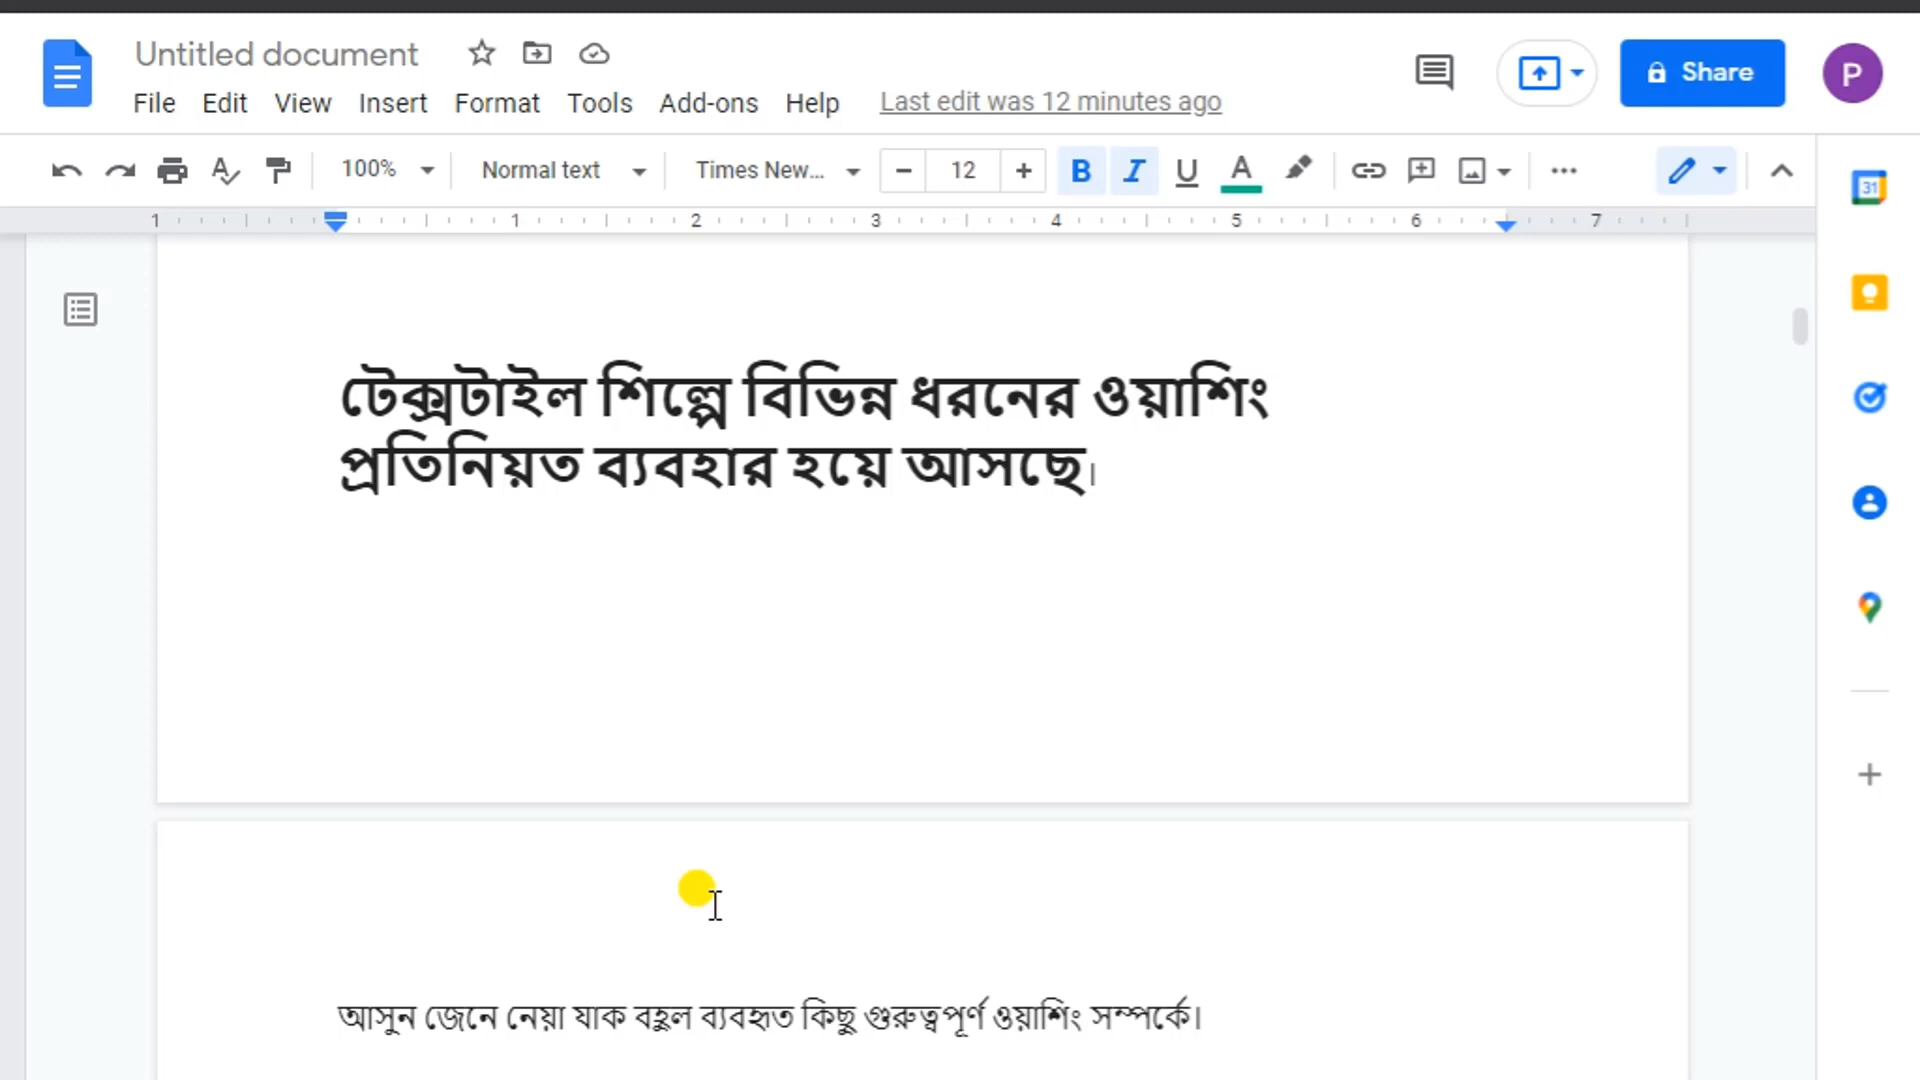 Untitled document
File Edit View Insert Format Tools Add-ons Help Last edit was 12 minutes ago
Share
P
100% Normal text Times New... 12 B I U A
1 1 2 3 4 5 6 7
31
টেক্সটাইল শিল্পে বিভিন্ন ধরনের ওয়াশিং
প্রতিনিয়ত ব্যবহার হয়ে আসছে।
আসুন জেনে নেয়া যাক বহুল ব্যবহৃত কিছু গুরুত্বপূর্ণ ওয়াশিং সম্পর্কে।